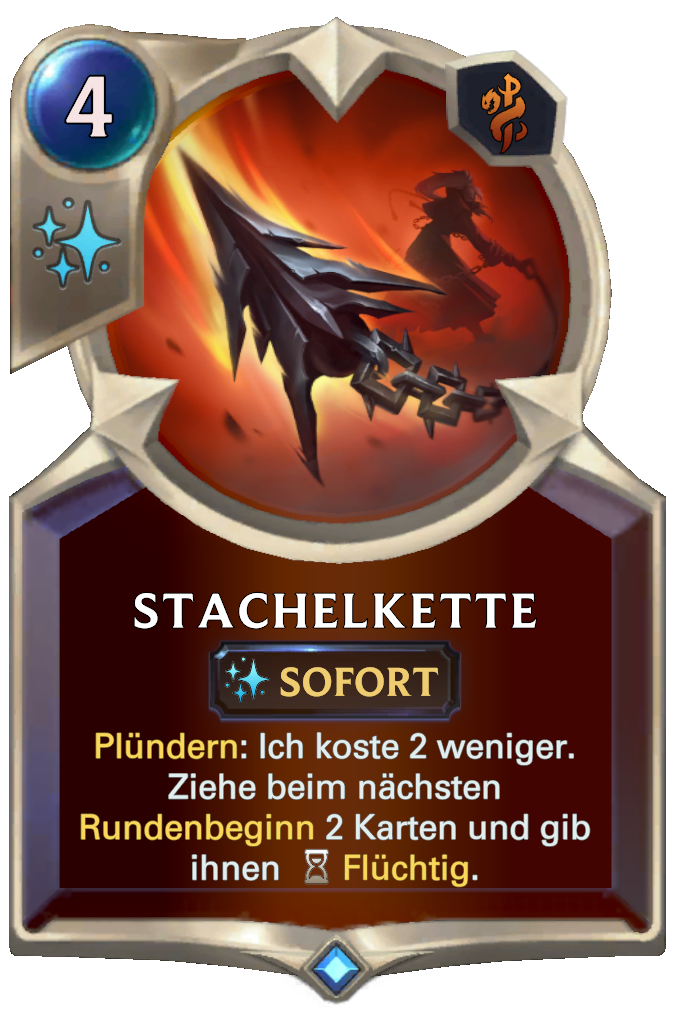 4
STACHELKETTE
SOFORT
Plündern: Ich koste 2 weniger.
Ziehe beim nächsten
Rundenbeginn 2 Karten und gib
ihnen Flüchtig.